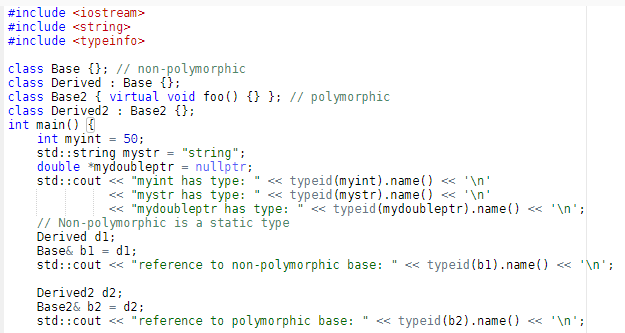 #include <iostream>
#include <string>
#include <typeinfo>
class Base {}; // non-polymorphic
class Derived : Base {};
class Base2 { virtual void foo() {} }; // polymorphic
class Derived2 : Base2 {};
int main() {
    int myint = 50;
    std::string mystr = "string";
    double *mydoubleptr = nullptr;
    std::cout << "myint has type: " << typeid(myint).name() << '\n'
              << "mystr has type: " << typeid(mystr).name() << '\n'
              << "mydoubleptr has type: " << typeid(mydoubleptr).name() << '\n';
    // Non-polymorphic is a static type
    Derived d1;
    Base& b1 = d1;
    std::cout << "reference to non-polymorphic base: " << typeid(b1).name() << '\n';
    Derived2 d2;
    Base2& b2 = d2;
    std::cout << "reference to polymorphic base: " << typeid(b2).name() << '\n';